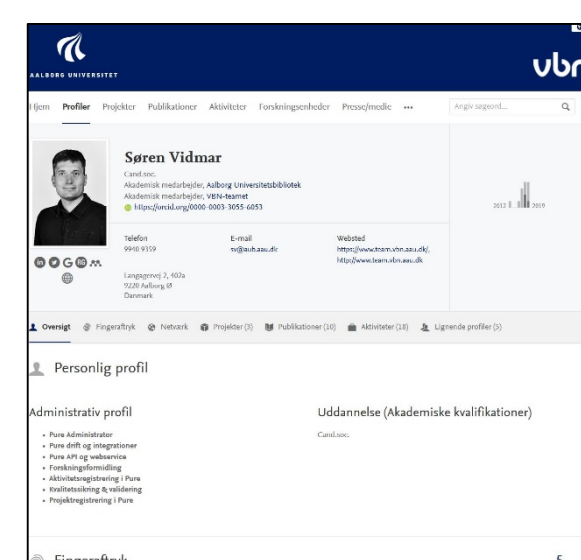 AALBORG UNIVERSITET
vbn
Hjem Profiler Projekter Publikationer Aktiviteter Forskningsenheder Presse/medie ••• Angiv søgeord...
Søren Vidmar
Cand.soc.
Akademisk medarbejder, Aalborg Universitetsbibliotek
Akademisk medarbejder, VBN-teamet
https://orcid.org/0000-0003-3055-6053
2012 2019
Telefon E-mail Websted
9940 9359 sv@aub.aau.dk https://www.team.vbn.aau.dk/,
http://www.team.vbn.aau.dk
Langagervej 2, 402a
9220 Aalborg Ø
Danmark
Oversigt Fingeraftryk Netværk Projekter (3) Publikationer (10) Aktiviteter (18) Lignende profiler (5)
Personlig profil
Administrativ profil Uddannelse (Akademiske kvalifikationer)
• Pure Administrator Cand.soc.
• Pure drift og integrationer
• Pure API og webservice
• Forskningsformidling
• Aktivitetsregistrering i Pure
• Kvalitetssikring & validering
• Projektregistrering i Pure
Fingeraftryk